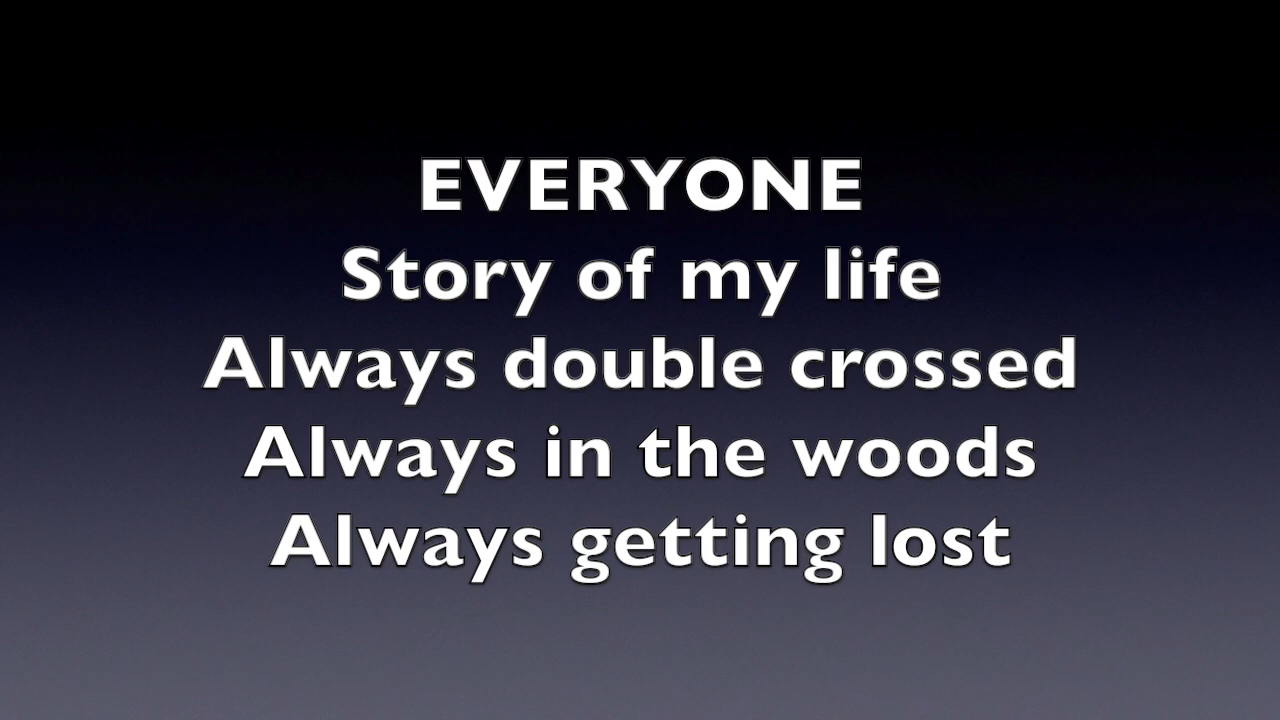 EVERYONE
Story of my life
Always double crossed
Always in the woods
Always getting lost